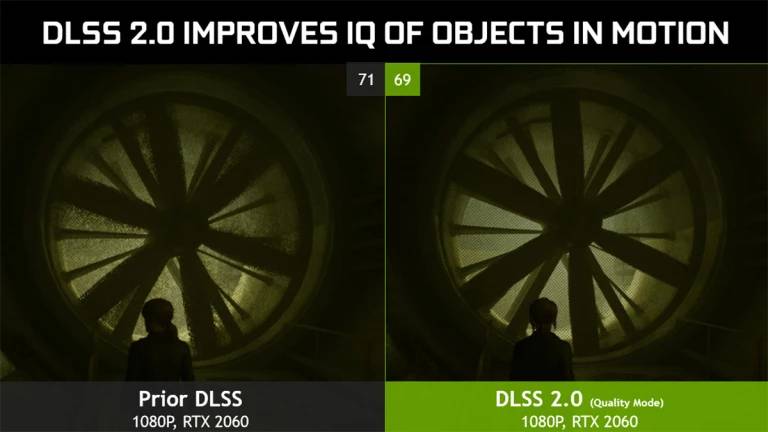 DLSS 2.0 IMPROVES IQ OF OBJECTS IN MOTION
71 69
Prior DLSS
1080P, RTX 2060
DLSS 2.0 (Quality Mode)
1080P, RTX 2060